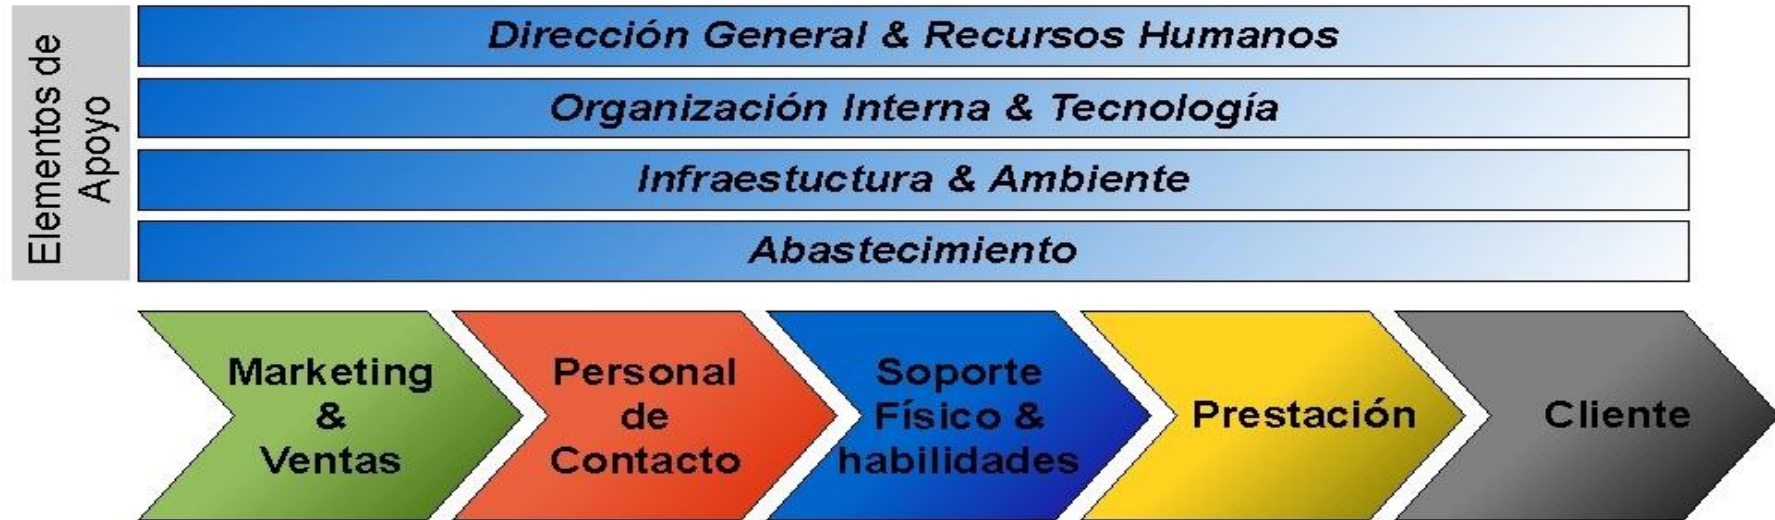 Elementos de
Apoyo
Dirección General & Recursos Humanos
Organización Interna & Tecnología
Infraestuctura & Ambiente
Abastecimiento
Marketing
&
Ventas
Personal
de
Contacto
Soporte
Físico &
habilidades
Prestación
Cliente